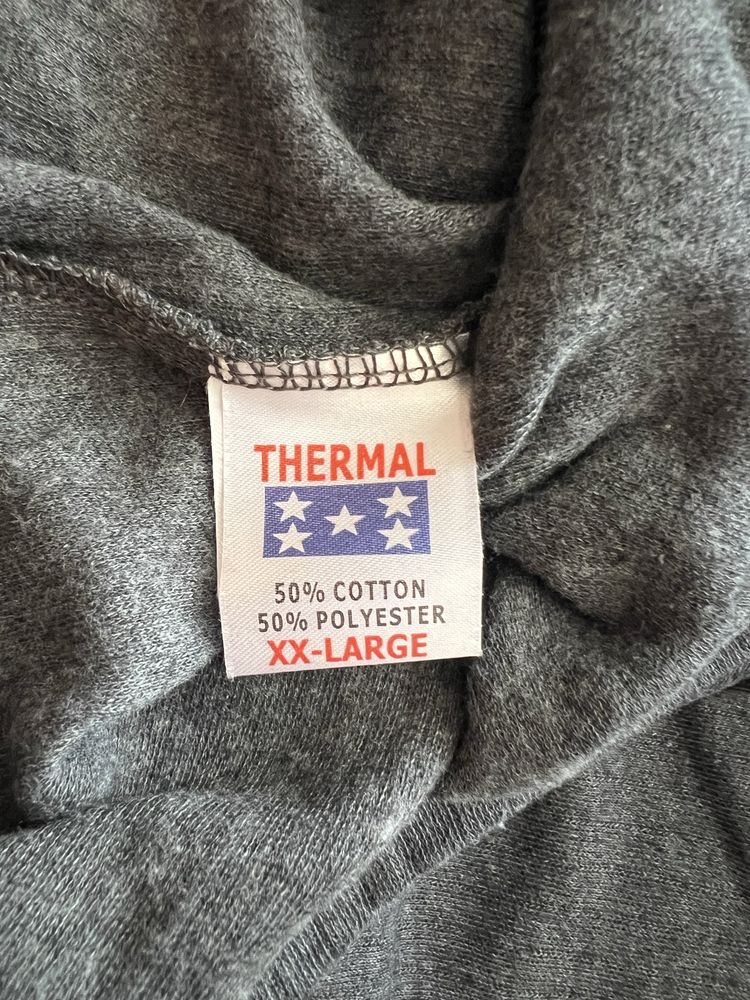 THERMAL
50% COTTON
50% POLYESTER
XX-LARGE